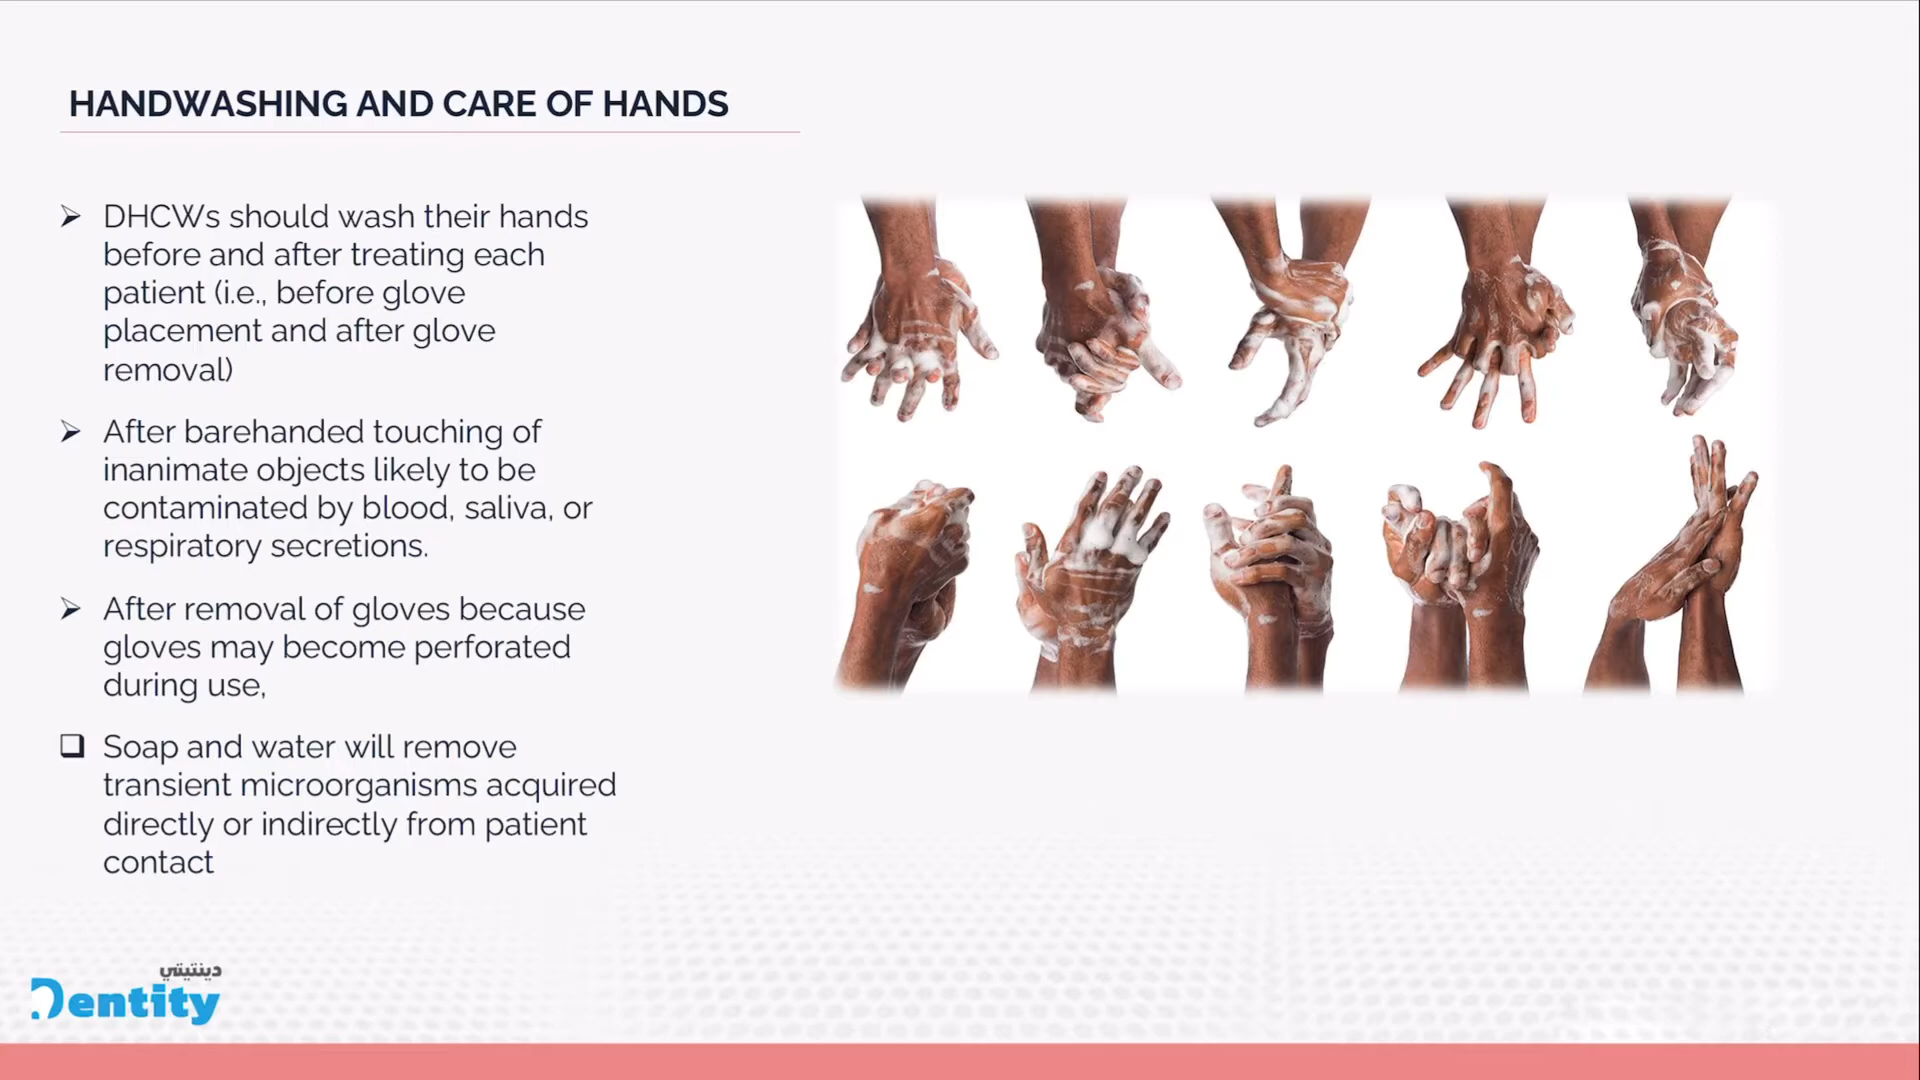 HANDWASHING AND CARE OF HANDS
➢ DHCWs should wash their hands
before and after treating each
patient (i.e., before glove
placement and after glove
removal)
➢ After barehanded touching of
inanimate objects likely to be
contaminated by blood, saliva, or
respiratory secretions.
➢ After removal of gloves because
gloves may become perforated
during use,
❑ Soap and water will remove
transient microorganisms acquired
directly or indirectly from patient
contact
دينتيتي
Dentity